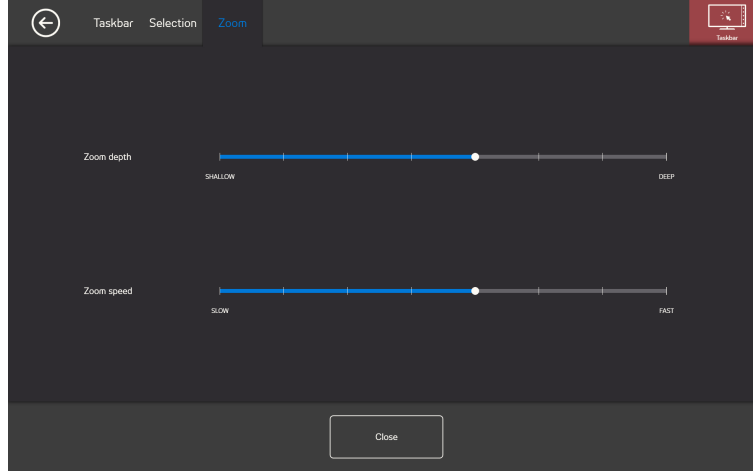 Taskbar Selection Zoom
Taskbar
Zoom depth
SHALLOW DEEP
Zoom speed
SLOW FAST
Close